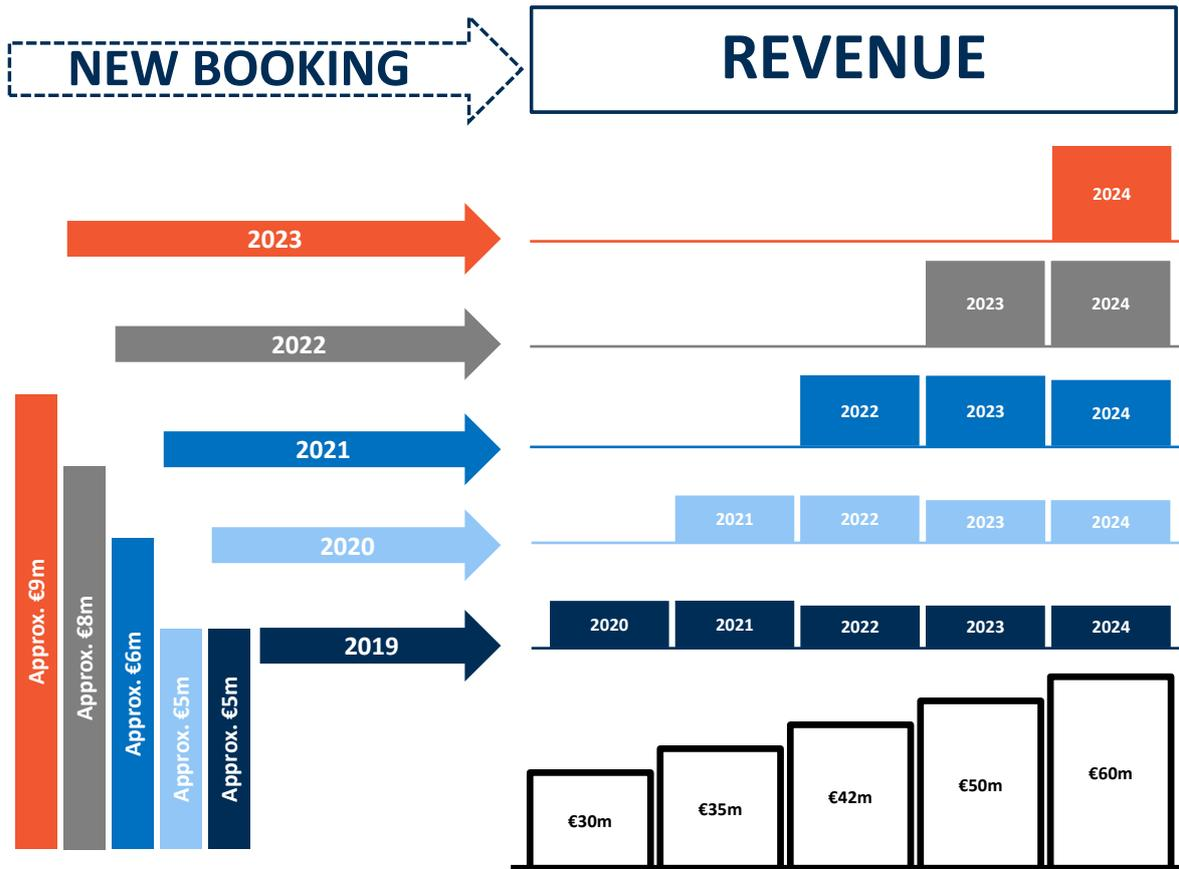 NEW BOOKING
REVENUE
2024
2023
2023
2024
2022
2022
2023
2024
2021
2021
2022
2023
2024
2020
2020
2021
2022
2023
2024
2019
Approx. €9m
Approx. €8m
Approx. €6m
Approx. €5m
Approx. €5m
€30m
€35m
€42m
€50m
€60m